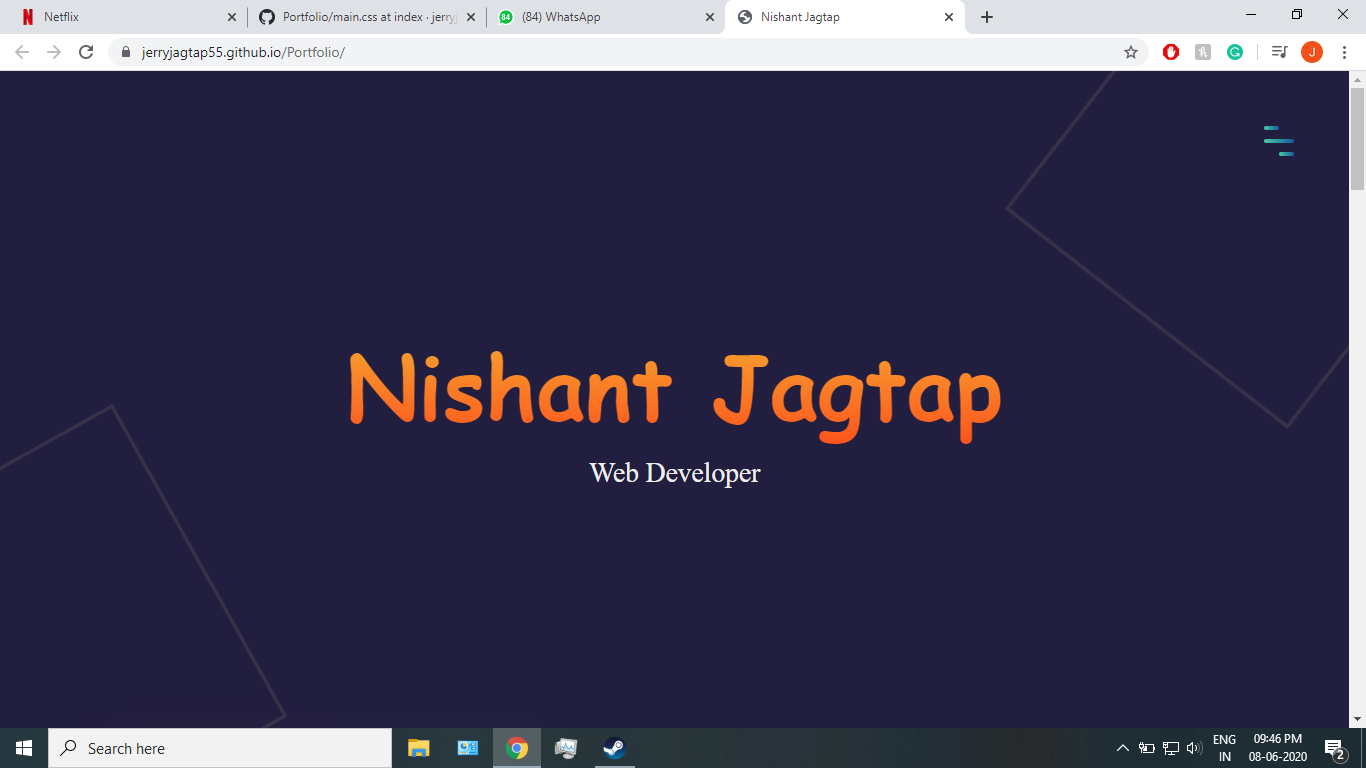 Netflix
Portfolio/main.css at index · jerryj
(84) WhatsApp
Nishant Jagtap
jerryjagtap55.github.io/Portfolio/
J
Nishant Jagtap
Web Developer
Search here
ENG
IN
09:46 PM
08-06-2020
2